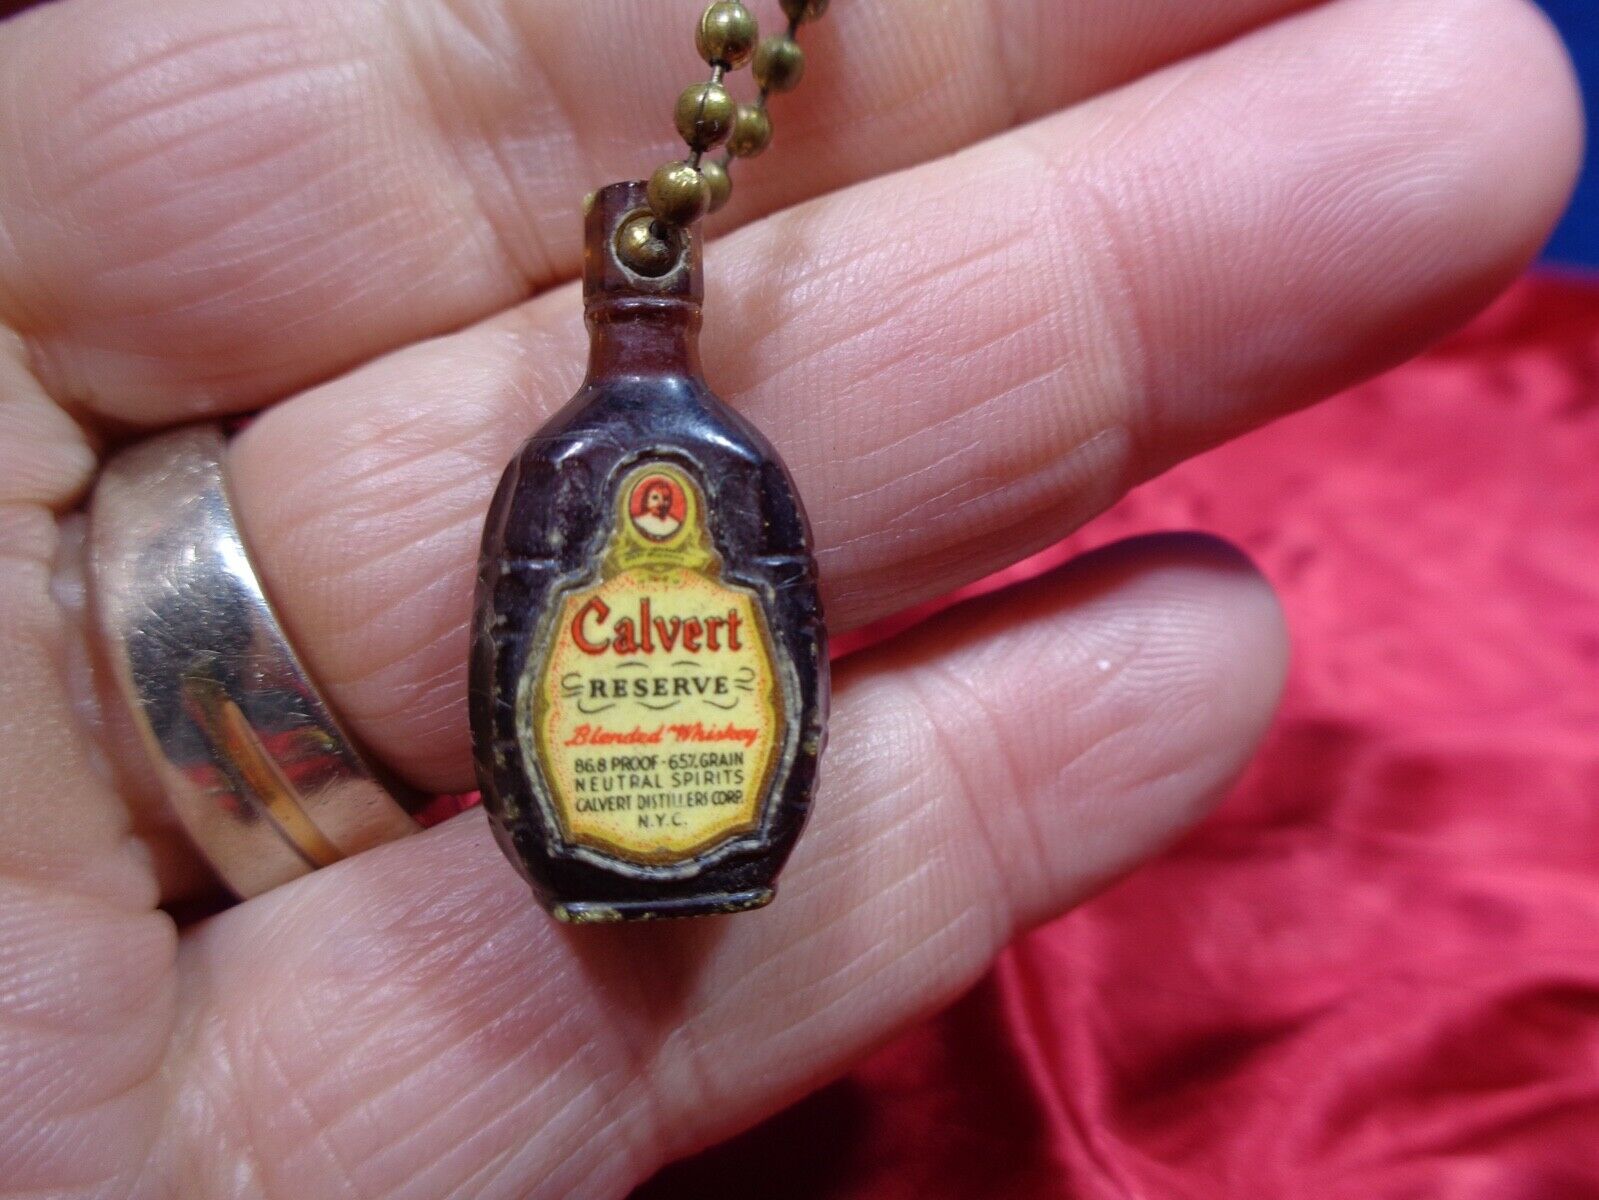 Calvert
RESERVE
Blended Whiskey
86.8 PROOF - 65% GRAIN
NEUTRAL SPIRITS
CALVERT DISTILLERS CORP.
N.Y.C.